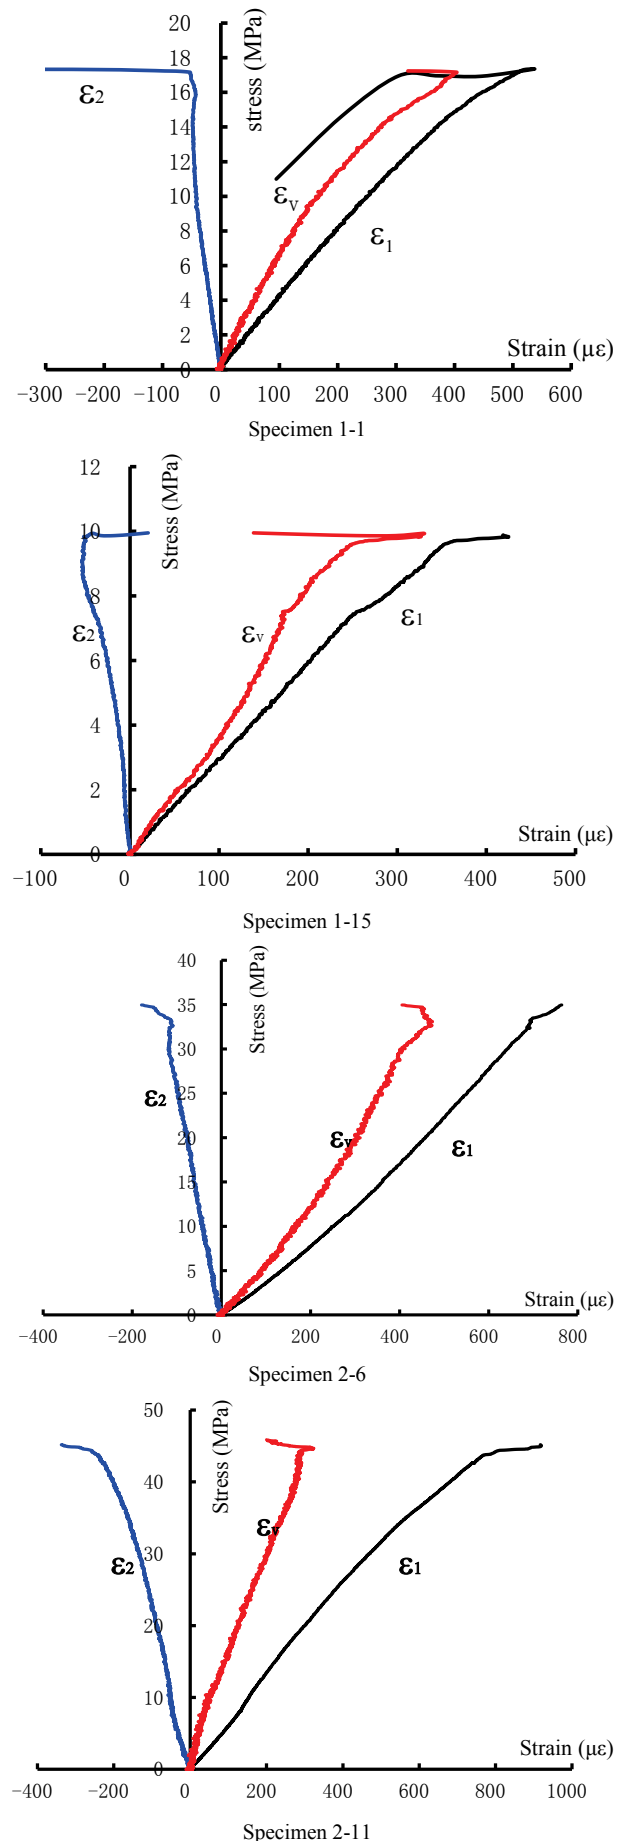 20
18
16
14
12
10
8
6
4
2
0
stress (MPa)
ε2
εv
ε1
Strain (με)
−300 −200 −100 0 100 200 300 400 500 600
Specimen 1-1
12
10
8
6
4
2
0
Stress (MPa)
ε2
εv
ε1
Strain (με)
-100 0 100 200 300 400 500
Specimen 1-15
40
35
30
25
20
15
10
5
0
Stress (MPa)
ε2
εv
ε1
Strain (με)
−400 −200 0 200 400 600 800
Specimen 2-6
50
40
30
20
10
0
Stress (MPa)
ε2
εv
ε1
Strain (με)
−400 −200 0 200 400 600 800 1000
Specimen 2-11